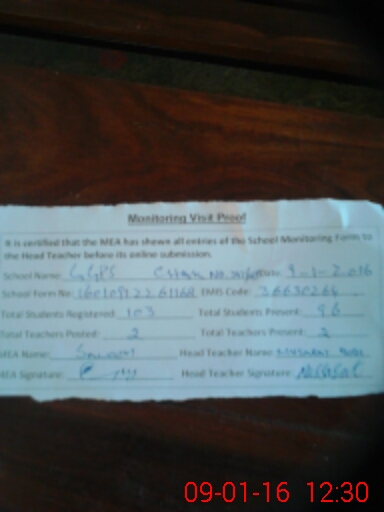 Monitoring Visit Proof
It is certified that the MEA has shown all entries of the School Monitoring Form to
the Head Teacher before its online submission.
School Name: GGPS Chak No. Date: 9-1-2016
School Form No: EMIS Code:
Total Students Registered: 103 Total Students Present: 96
Total Teachers Posted: 2 Total Teachers Present: 2
MEA Name: Head Teacher Name:
MEA Signature: Head Teacher Signature:
09-01-16 12:30